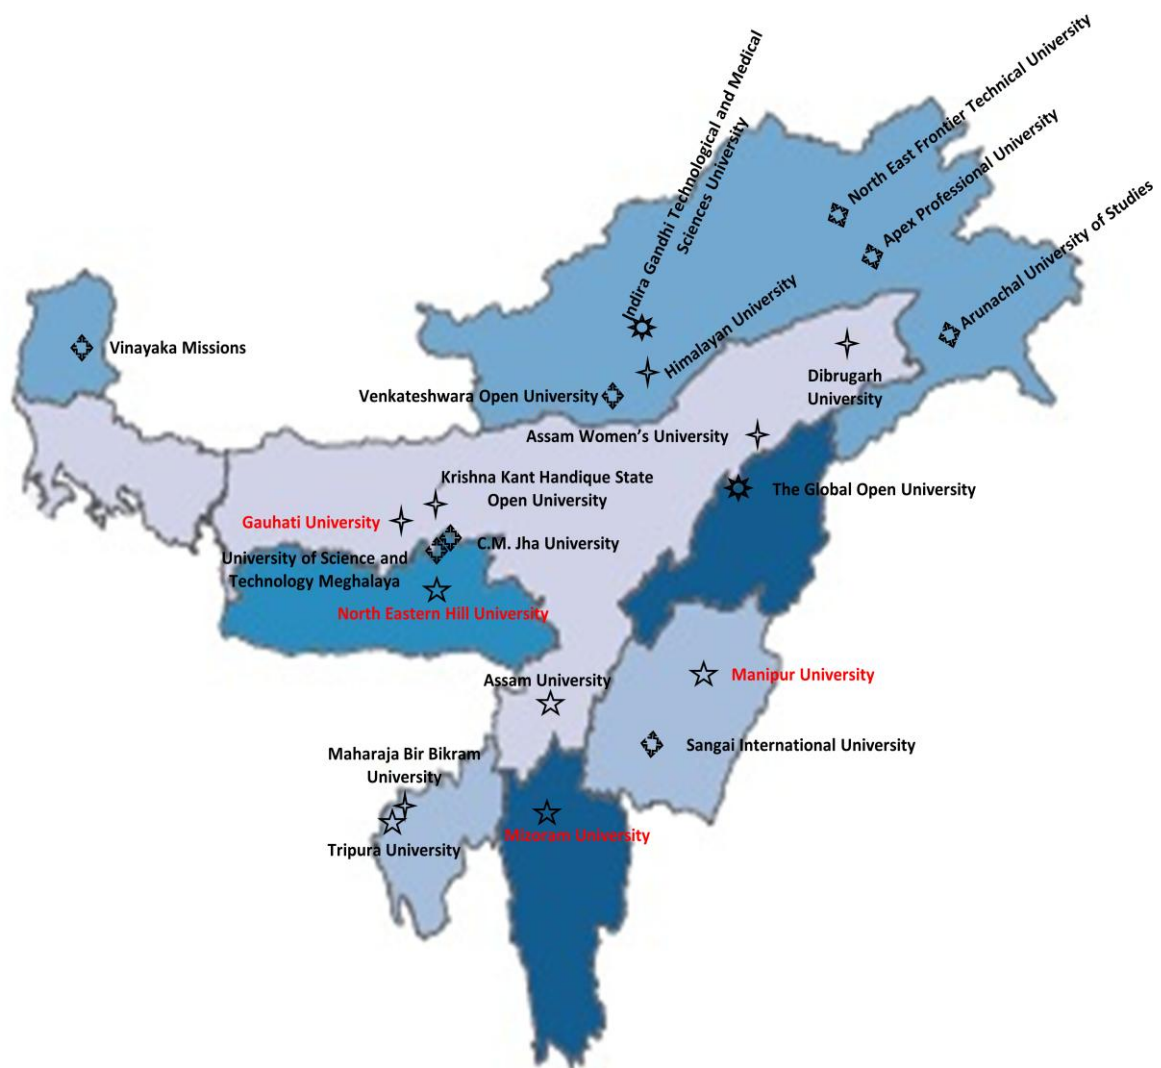 Indira Gandhi Technological and Medical
Sciences University
North East Frontier Technical University
Apex Professional University
Arunachal University of Studies
Himalayan University
Vinayaka Missions
Venkateshwara Open University
Dibrugarh
University
Assam Women's University
Krishna Kant Handique State
Open University
The Global Open University
Gauhati University
C.M. Jha University
University of Science and
Technology Meghalaya
North Eastern Hill University
Assam University
Manipur University
Sangai International University
Maharaja Bir Bikram
University
Mizoram University
Tripura University